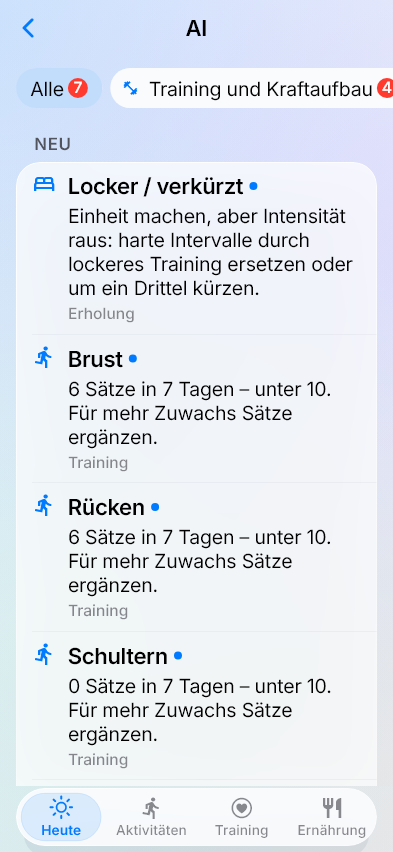 AI
Alle 7
Training und Kraftaufbau 4
NEU
Locker / verkürzt
Einheit machen, aber Intensität
raus: harte Intervalle durch
lockeres Training ersetzen oder
um ein Drittel kürzen.
Erholung
Brust
6 Sätze in 7 Tagen – unter 10.
Für mehr Zuwachs Sätze
ergänzen.
Training
Rücken
6 Sätze in 7 Tagen – unter 10.
Für mehr Zuwachs Sätze
ergänzen.
Training
Schultern
0 Sätze in 7 Tagen – unter 10.
Für mehr Zuwachs Sätze
ergänzen.
Training
Heute
Aktivitäten
Training
Ernährung